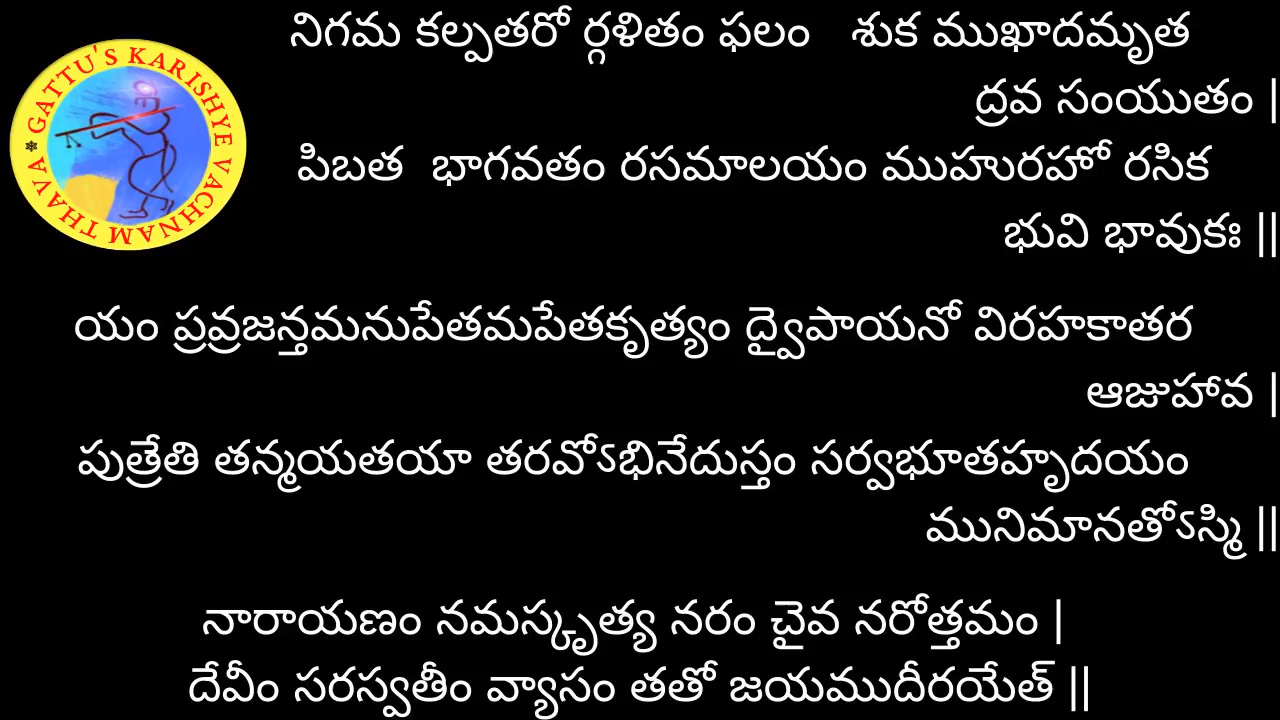 GATTU'S KARISHYE VACHNAM THAVA
నిగమ కల్పతరో ర్గళితం ఫలం   శుక ముఖాదమృత
ద్రవ సంయుతం |
పిబత  భాగవతం రసమాలయం ముహురహో రసిక
భువి భావుకః ||
యం ప్రవ్రజన్తమనుపేతమపేతకృత్యం ద్వైపాయనో విరహకాతర
ఆజుహావ |
పుత్రేతి తన్మయతయా తరవోఽభినేదుస్తం సర్వభూతహృదయం
మునిమానతోఽస్మి ||
నారాయణం నమస్కృత్య నరం చైవ నరోత్తమం |
దేవీం సరస్వతీం వ్యాసం తతో జయముదీరయేత్ ||